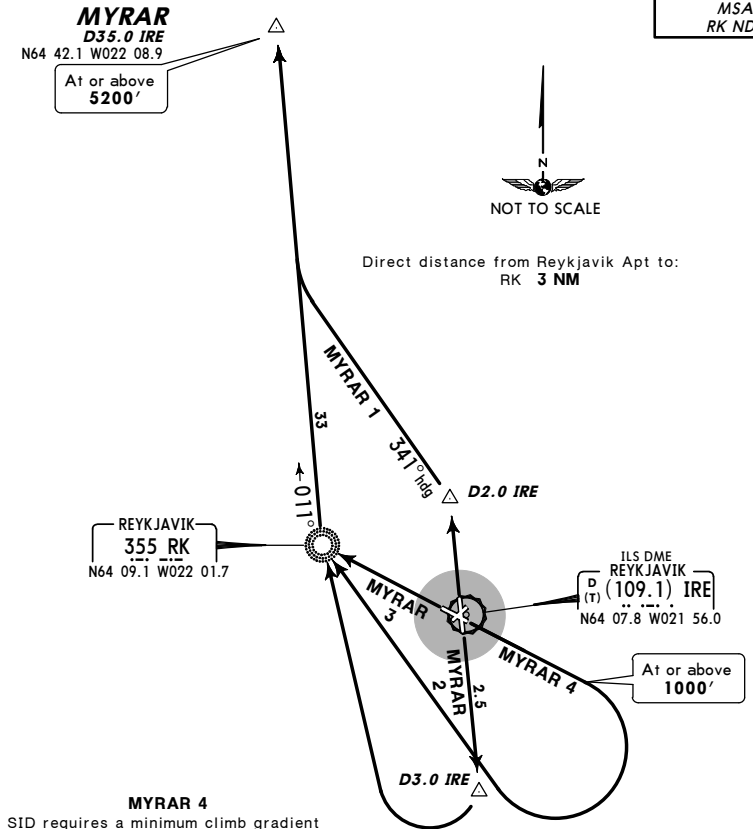 MYRAR
D35.0 IRE
N64 42.1 W022 08.9
At or above
5200'
MSA
RK ND
N
NOT TO SCALE
Direct distance from Reykjavik Apt to:
RK 3 NM
MYRAR 1
33
341° hdg
011°
D2.0 IRE
REYKJAVIK
355 RK
N64 09.1 W022 01.7
ILS DME
REYKJAVIK
D
(T) (109.1) IRE
N64 07.8 W021 56.0
MYRAR
3
MYRAR
2
2.5
MYRAR 4
At or above
1000'
D3.0 IRE
MYRAR 4
SID requires a minimum climb gradient